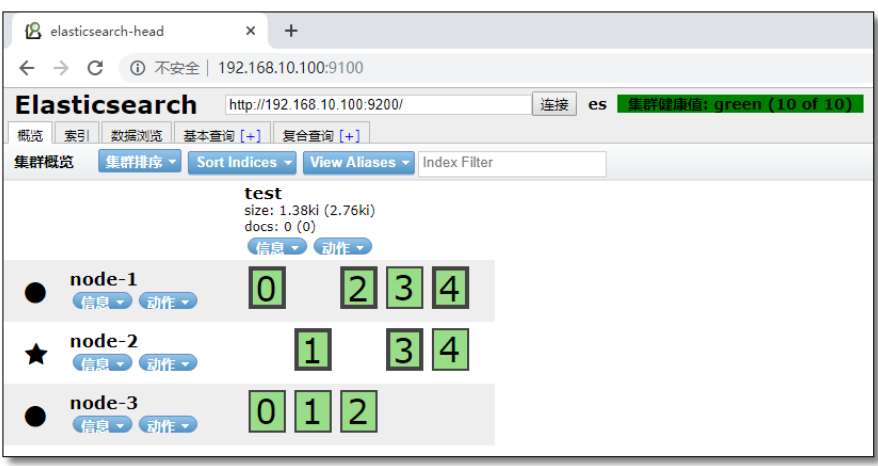 elasticsearch-head
不安全 | 192.168.10.100:9100
Elasticsearch http://192.168.10.100:9200/ 连接 es 集群健康值: green (10 of 10)
概览 索引 数据浏览 基本查询 [+] 复合查询 [+]
集群概览 集群排序 Sort Indices View Aliases Index Filter
test
size: 1.38ki (2.76ki)
docs: 0 (0)
信息 动作
node-1
信息 动作
0 2 3 4
node-2
信息 动作
1 3 4
node-3
信息 动作
0 1 2